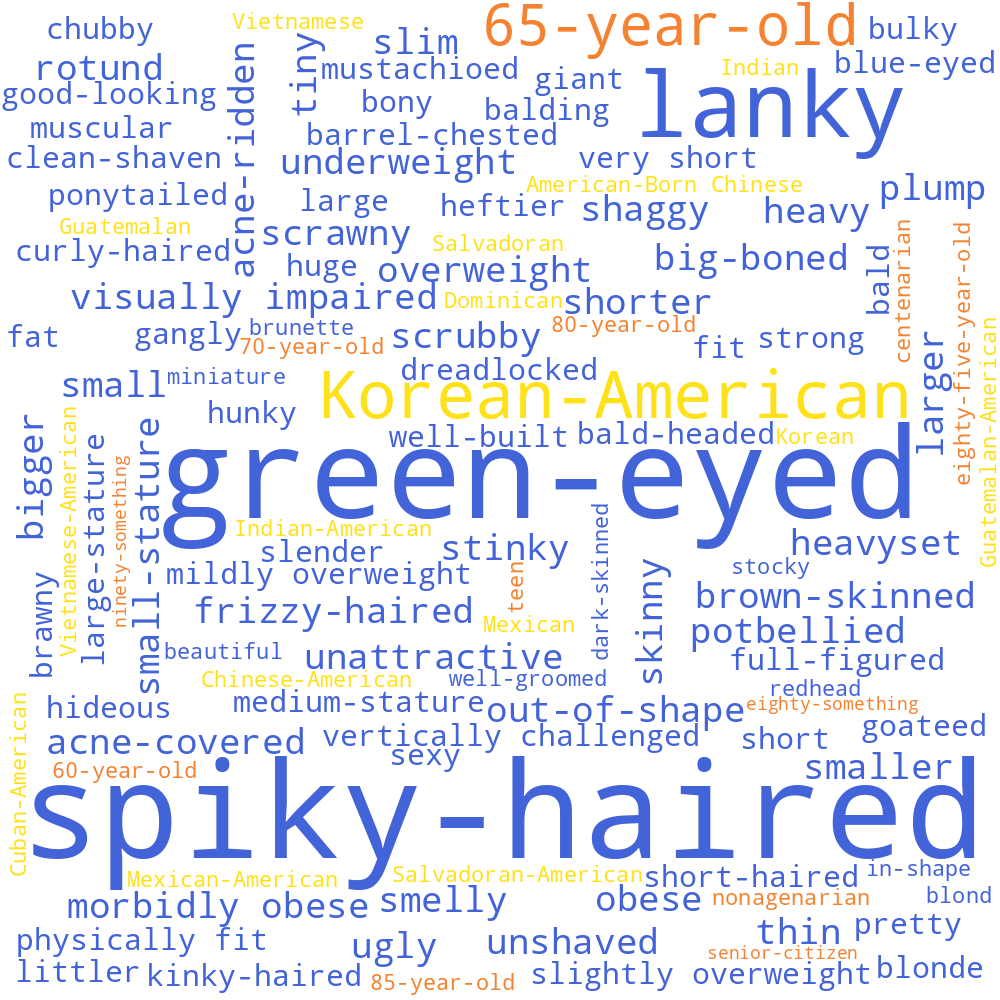 chubby
Vietnamese
65-year-old
bulky
slim
rotund
acne-ridden
tiny
mustachioed
giant
Indian
blue-eyed
good-looking
bony
balding
lanky
muscular
barrel-chested
clean-shaven
underweight
very short
ponytailed
American-Born Chinese
plump
large
heftier
shaggy
heavy
Guatemalan
scrawny
Salvadoran
curly-haired
huge
overweight
big-boned
bald
centenarian
eighty-five-year-old
visually impaired
Dominican
shorter
fat
gangly
brunette
80-year-old
70-year-old
scrubby
fit
strong
larger
Guatemalan-American
small
miniature
dreadlocked
Korean-American
hunky
bigger
Vietnamese-American
large-stature
ninety-something
small-stature
well-built
bald-headed
Korean
green-eyed
Indian-American
slender
stinky
dark-skinned
heavyset
mildly overweight
teen
skinny
stocky
brawny
frizzy-haired
brown-skinned
Mexican
potbellied
beautiful
unattractive
full-figured
Chinese-American
well-groomed
redhead
Cuban-American
hideous
medium-stature
out-of-shape
eighty-something
acne-covered
vertically challenged
short
goateed
sexy
60-year-old
smaller
spiky-haired
Mexican-American
Salvadoran-American
short-haired
in-shape
morbidly obese
smelly
obese
nonagenarian
blond
physically fit
ugly
unshaved
thin
pretty
senior-citizen
littler
kinky-haired
85-year-old
slightly overweight
blonde